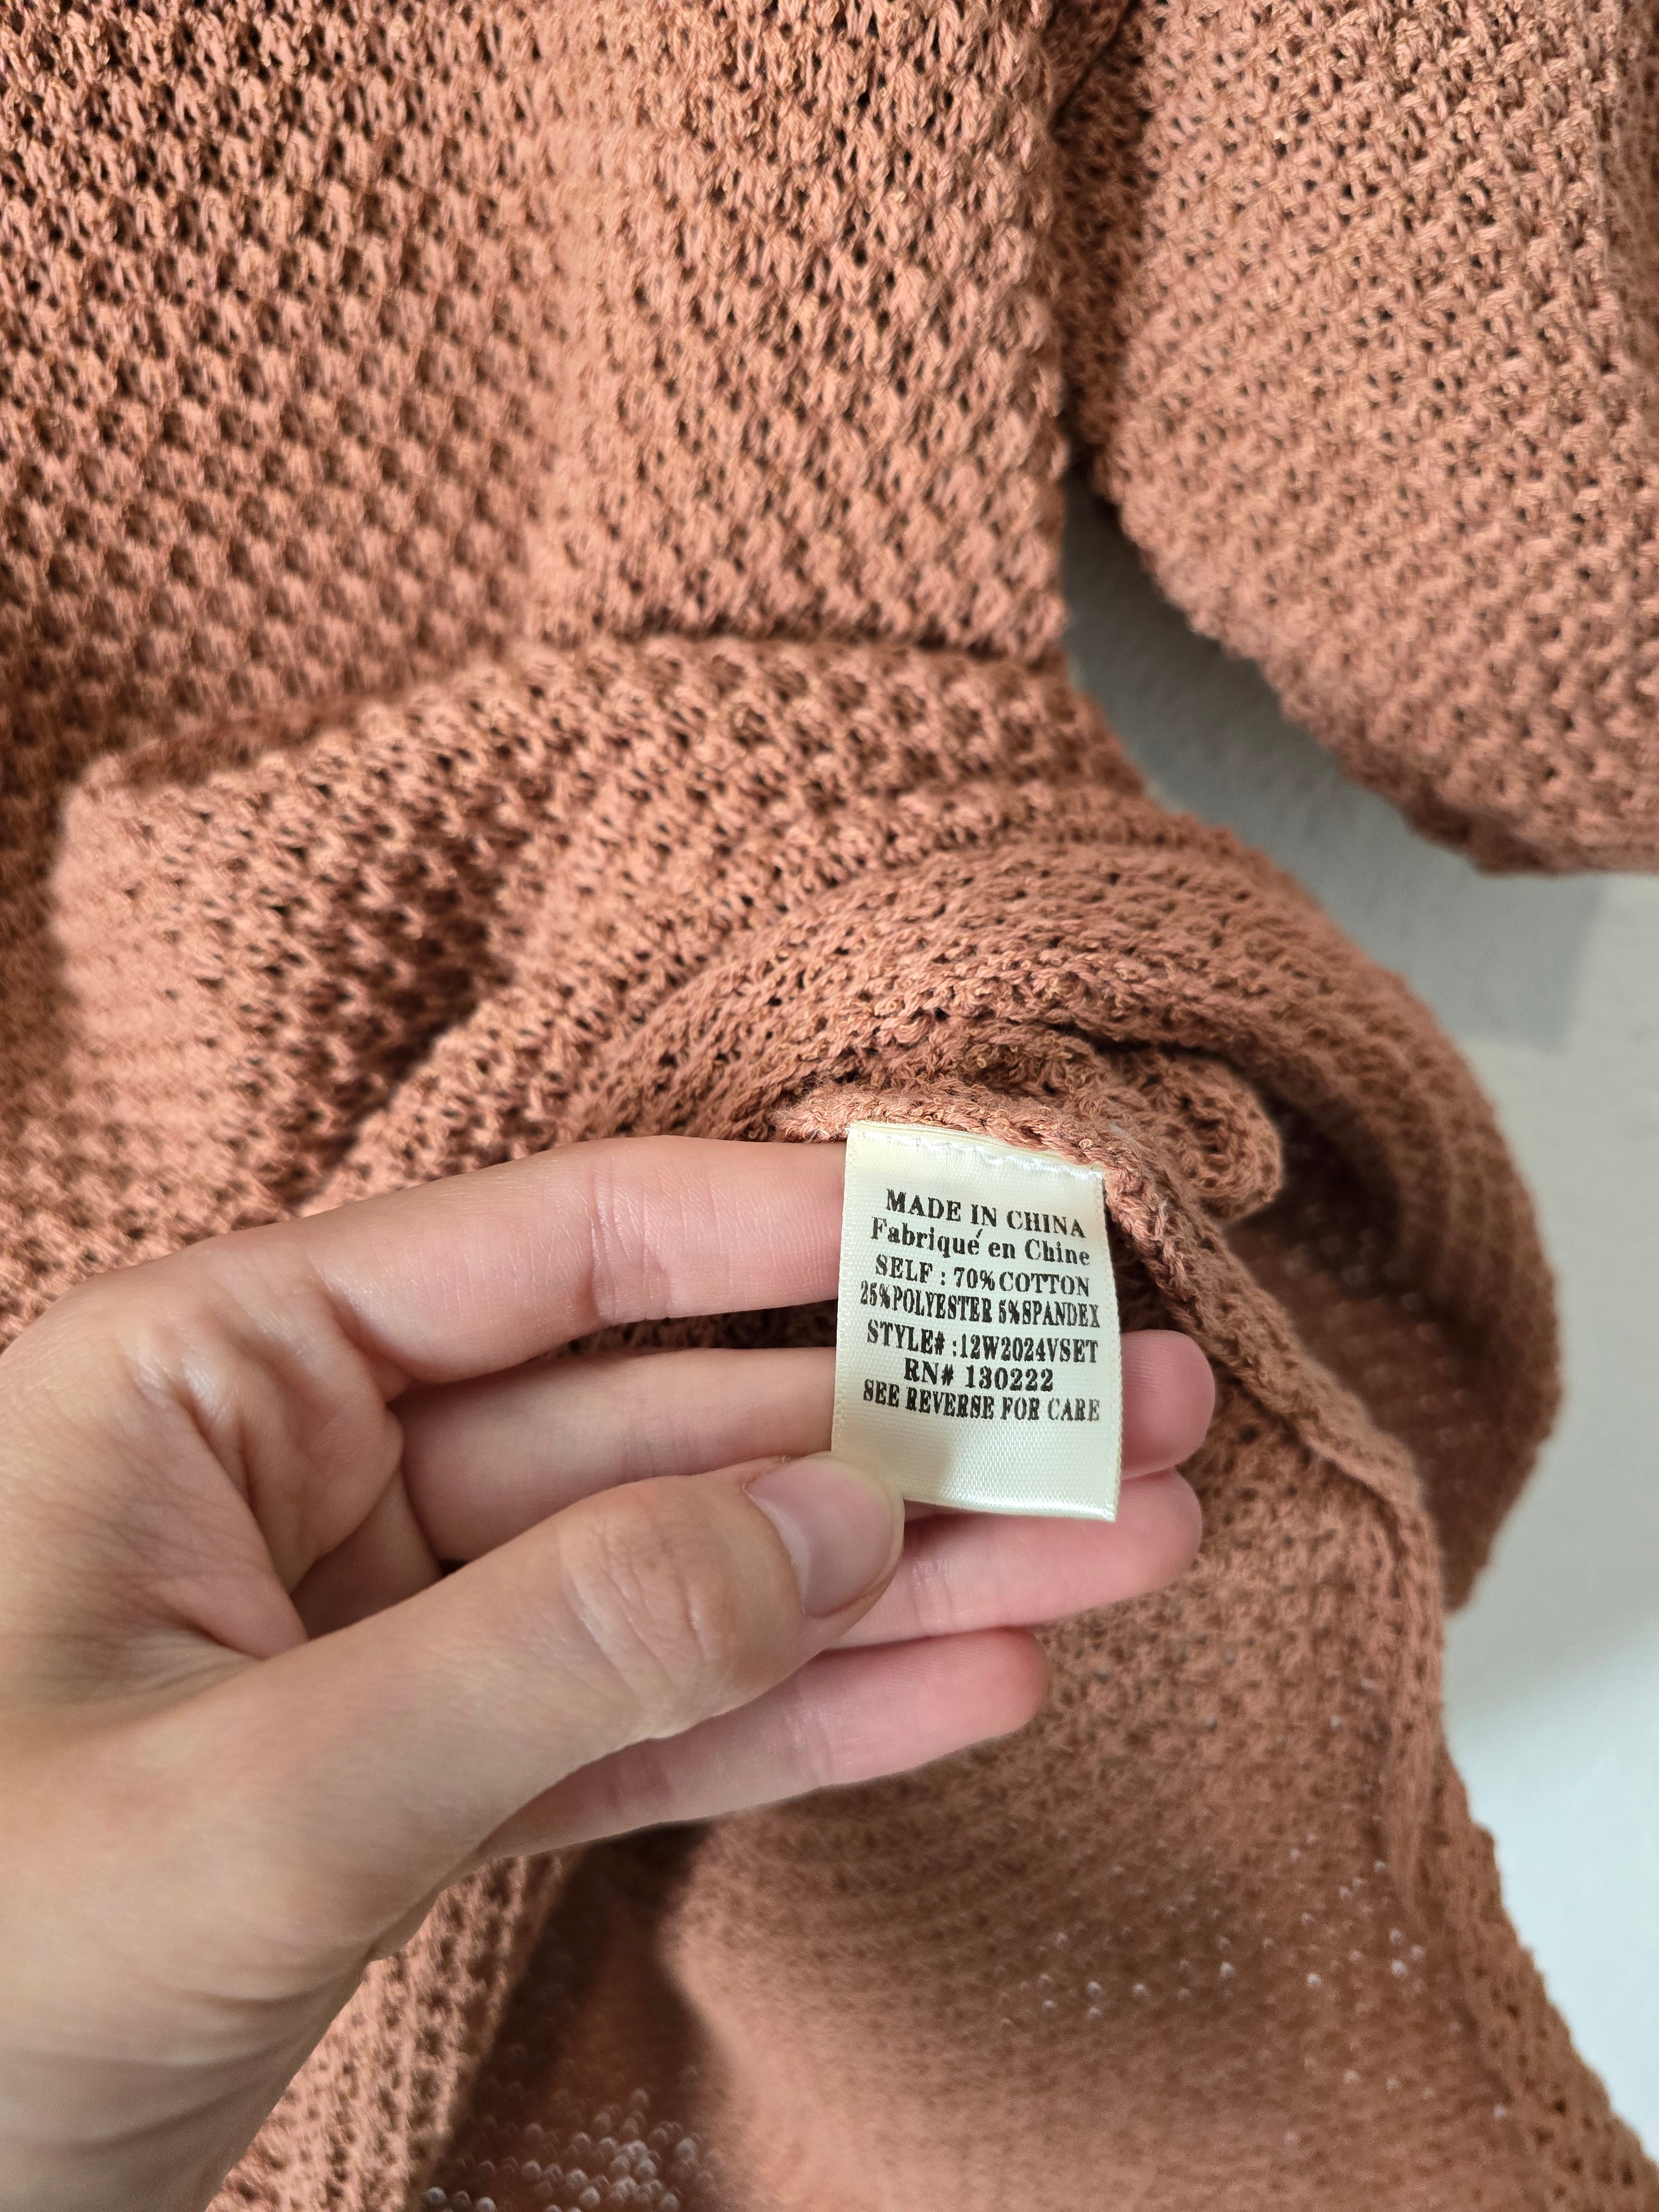 MADE IN CHINA
Fabriqué en Chine
SELF : 70%COTTON
25%POLYESTER 5%SPANDEX
STYLE# :12W2024VSET
RN# 130222
SEE REVERSE FOR CARE